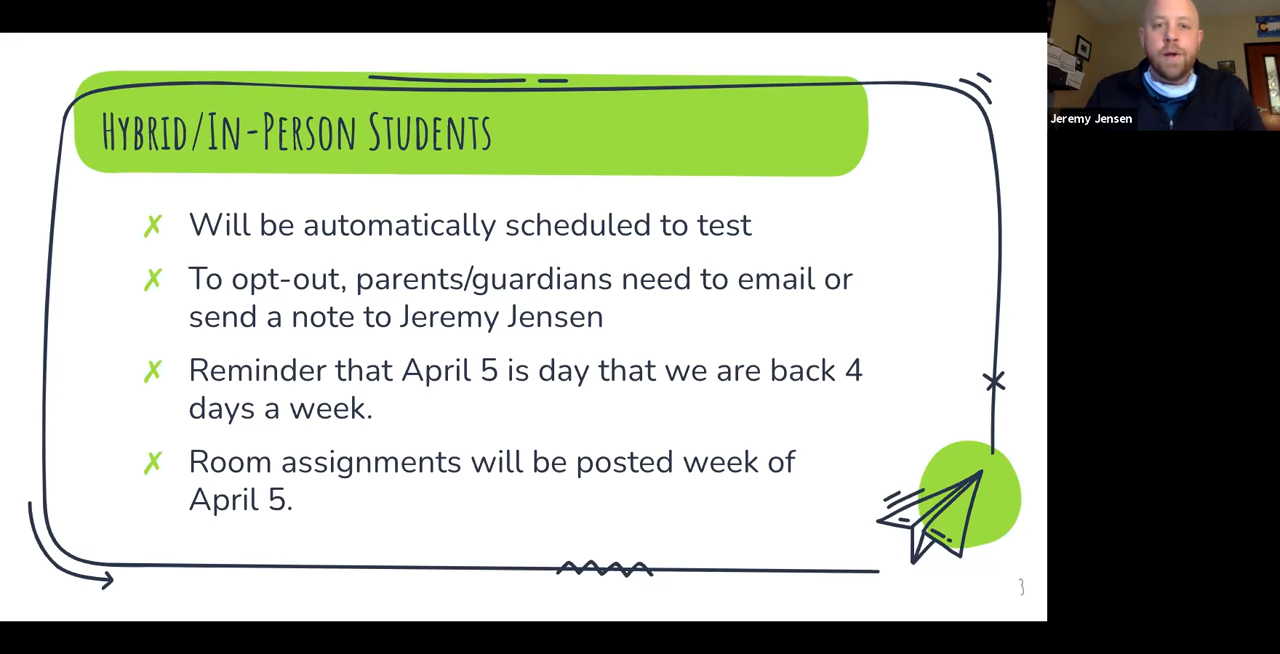 Hybrid/In-Person Students
✗ Will be automatically scheduled to test
✗ To opt-out, parents/guardians need to email or
send a note to Jeremy Jensen
✗ Reminder that April 5 is day that we are back 4
days a week.
✗ Room assignments will be posted week of
April 5.
3
Jeremy Jensen